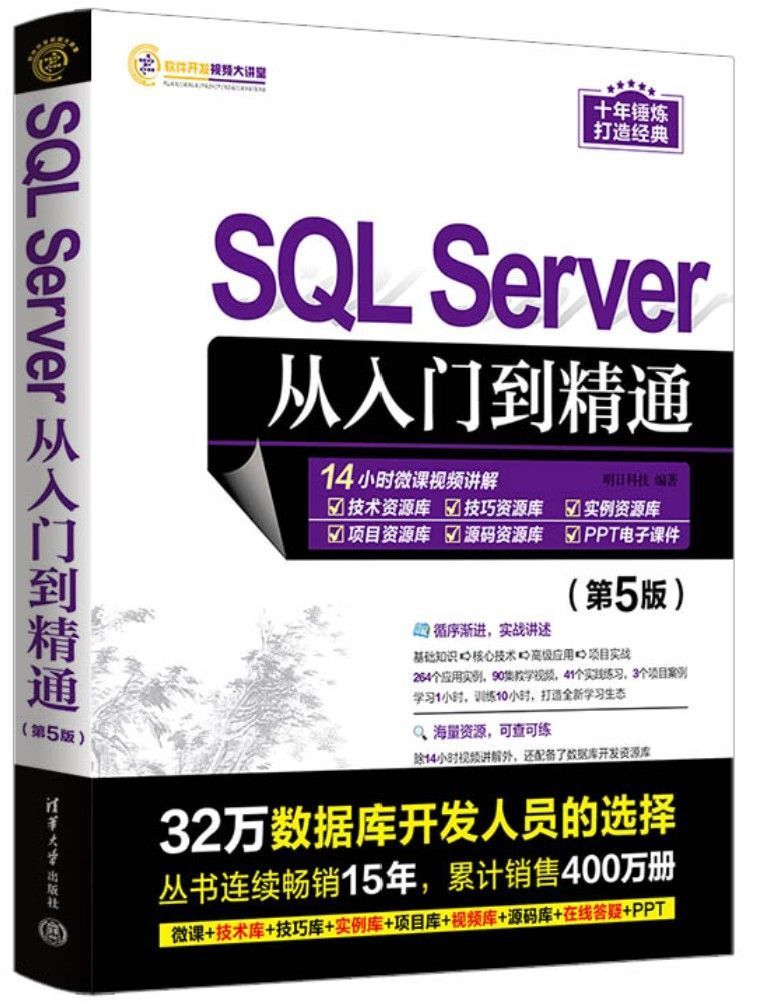 软件开发视频大讲堂
十年锤炼
打造经典
SQL Server
从入门到精通
14小时微课视频讲解
明日科技 编著
技术资源库 技巧资源库 实例资源库
项目资源库 源码资源库 PPT电子课件
（第5版）
循序渐进，实战讲述
基础知识 核心技术 高级应用 项目实战
264个应用实例，90集教学视频，41个实践练习，3个项目案例
学习1小时，训练10小时，打造全新学习生态
海量资源，可查可练
除14小时视频讲解外，还配备了数据库开发资源库
32万数据库开发人员的选择
丛书连续畅销15年，累计销售400万册
微课+技术库+技巧库+实例库+项目库+视频库+源码库+在线答疑+PPT
SQL Server 从入门到精通
（第5版）
清华大学出版社